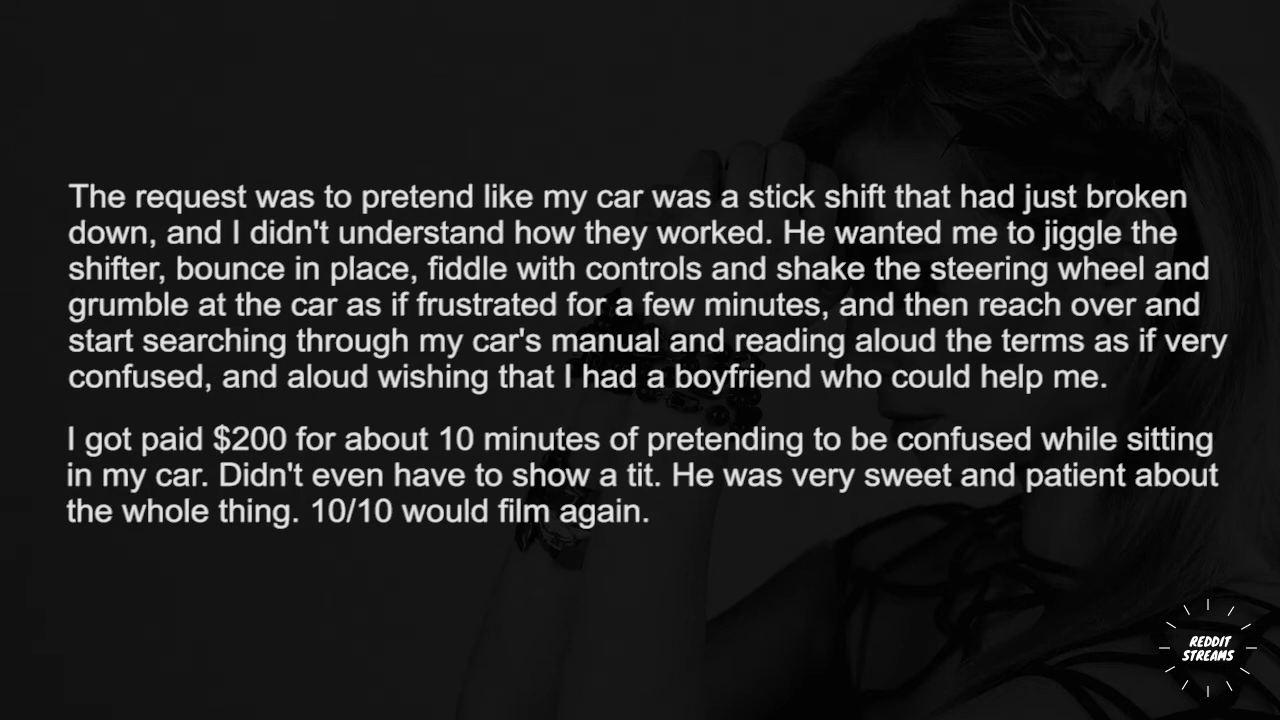 The request was to pretend like my car was a stick shift that had just broken
down, and I didn't understand how they worked. He wanted me to jiggle the
shifter, bounce in place, fiddle with controls and shake the steering wheel and
grumble at the car as if frustrated for a few minutes, and then reach over and
start searching through my car's manual and reading aloud the terms as if very
confused, and aloud wishing that I had a boyfriend who could help me.
I got paid $200 for about 10 minutes of pretending to be confused while sitting
in my car. Didn't even have to show a tit. He was very sweet and patient about
the whole thing. 10/10 would film again.
REDDIT
STREAMS